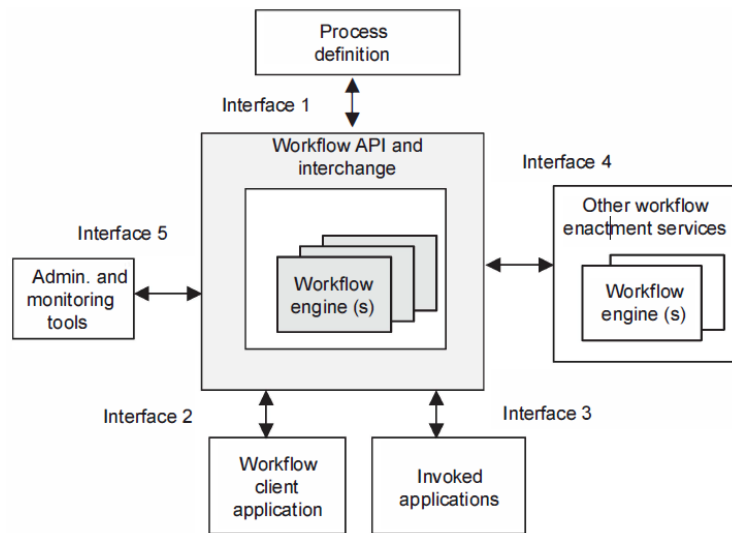 Process
definition
Interface 1
Workflow API and
interchange
Interface 4
Other workflow
enactment services
Interface 5
Admin. and
monitoring
tools
Workflow
engine (s)
Workflow
engine (s)
Interface 2
Interface 3
Workflow
client
application
Invoked
applications